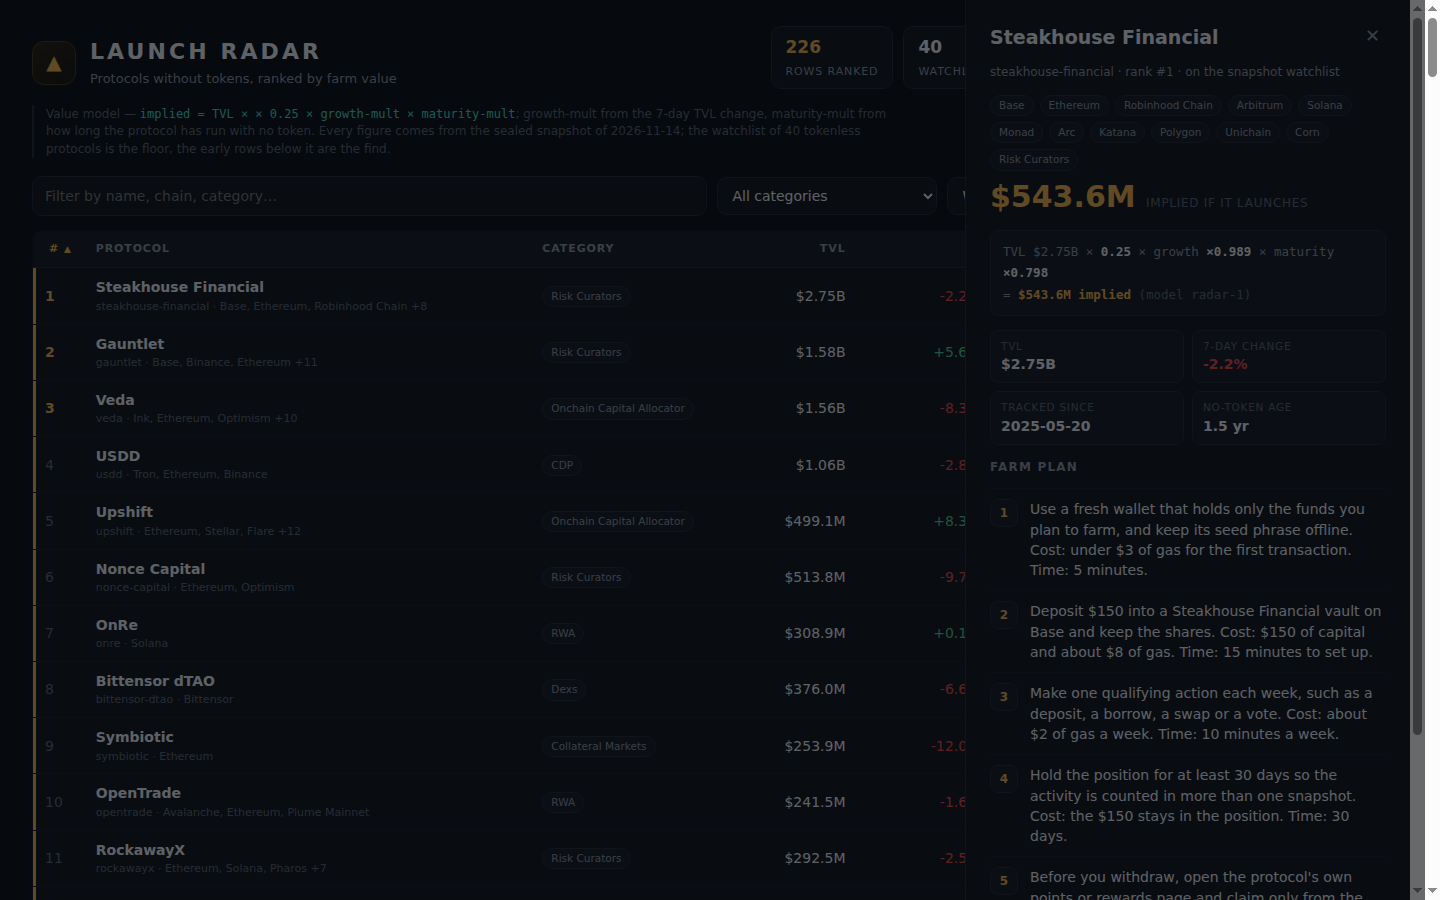 ▲
LAUNCH RADAR
Protocols without tokens, ranked by farm value
226
ROWS RANKED
40
Value model — implied = TVL × × 0.25 × growth-mult × maturity-mult; growth-mult from the 7-day TVL change, maturity-mult from
how long the protocol has run with no token. Every figure comes from the sealed snapshot of 2026-11-14; the watchlist of 40 tokenless
protocols is the floor, the early rows below it are the find.
Filter by name, chain, category…
All categories
# ▲ PROTOCOL CATEGORY TVL
1 Steakhouse Financial Risk Curators $2.75B -2.2
steakhouse-financial · Base, Ethereum, Robinhood Chain +8
2 Gauntlet Risk Curators $1.58B +5.6
gauntlet · Base, Binance, Ethereum +11
3 Veda Onchain Capital Allocator $1.56B -8.3
veda · Ink, Ethereum, Optimism +10
4 USDD CDP $1.06B -2.8
usdd · Tron, Ethereum, Binance
5 Upshift Onchain Capital Allocator $499.1M +8.3
upshift · Ethereum, Stellar, Flare +12
6 Nonce Capital Risk Curators $513.8M -9.7
nonce-capital · Ethereum, Optimism
7 OnRe RWA $308.9M +0.1
onre · Solana
8 Bittensor dTAO Dexs $376.0M -6.6
bittensor-dtao · Bittensor
9 Symbiotic Collateral Markets $253.9M -12.0
symbiotic · Ethereum
10 OpenTrade RWA $241.5M -1.6
opentrade · Avalanche, Ethereum, Plume Mainnet
11 RockawayX Risk Curators $292.5M -2.5
rockawayx · Ethereum, Solana, Pharos +7
Steakhouse Financial ✕
steakhouse-financial · rank #1 · on the snapshot watchlist
Base Ethereum Robinhood Chain Arbitrum Solana
Monad Arc Katana Polygon Unichain Corn
Risk Curators
$543.6M IMPLIED IF IT LAUNCHES
TVL $2.75B × 0.25 × growth ×0.989 × maturity
×0.798
= $543.6M implied (model radar-1)
TVL
$2.75B
7-DAY CHANGE
-2.2%
TRACKED SINCE
2025-05-20
NO-TOKEN AGE
1.5 yr
FARM PLAN
1 Use a fresh wallet that holds only the funds you
plan to farm, and keep its seed phrase offline.
Cost: under $3 of gas for the first transaction.
Time: 5 minutes.
2 Deposit $150 into a Steakhouse Financial vault on
Base and keep the shares. Cost: $150 of capital
and about $8 of gas. Time: 15 minutes to set up.
3 Make one qualifying action each week, such as a
deposit, a borrow, a swap or a vote. Cost: about
$2 of gas a week. Time: 10 minutes a week.
4 Hold the position for at least 30 days so the
activity is counted in more than one snapshot.
Cost: the $150 stays in the position. Time: 30
days.
5 Before you withdraw, open the protocol's own
points or rewards page and claim only from the